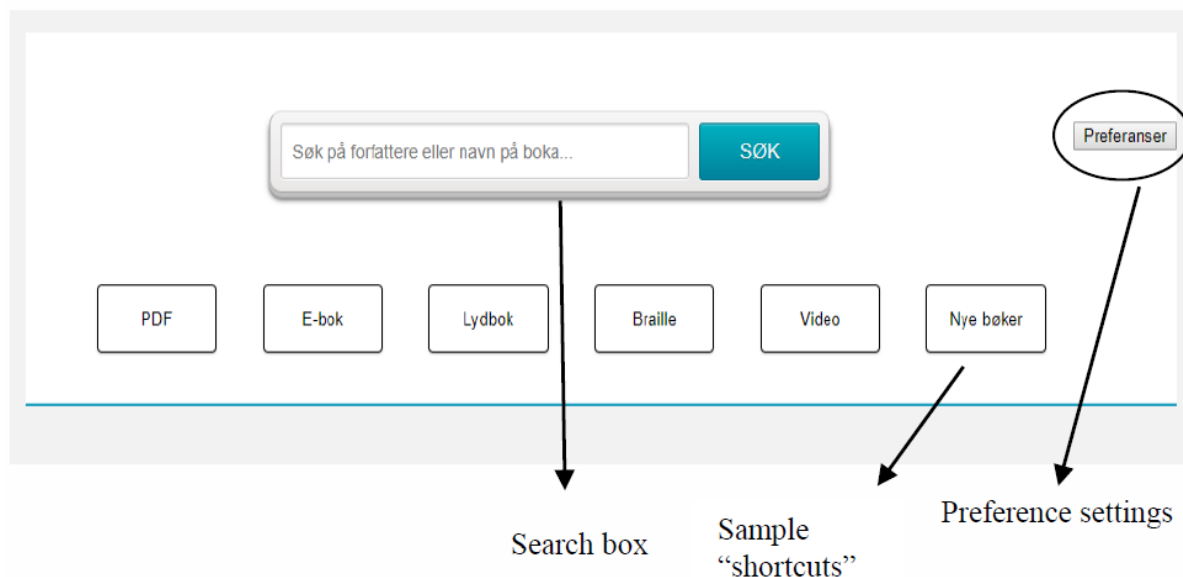 Søk på forfattere eller navn på boka...
SØK
Preferanser
PDF
E-bok
Lydbok
Braille
Video
Nye bøker
Search box
Sample
“shortcuts”
Preference settings